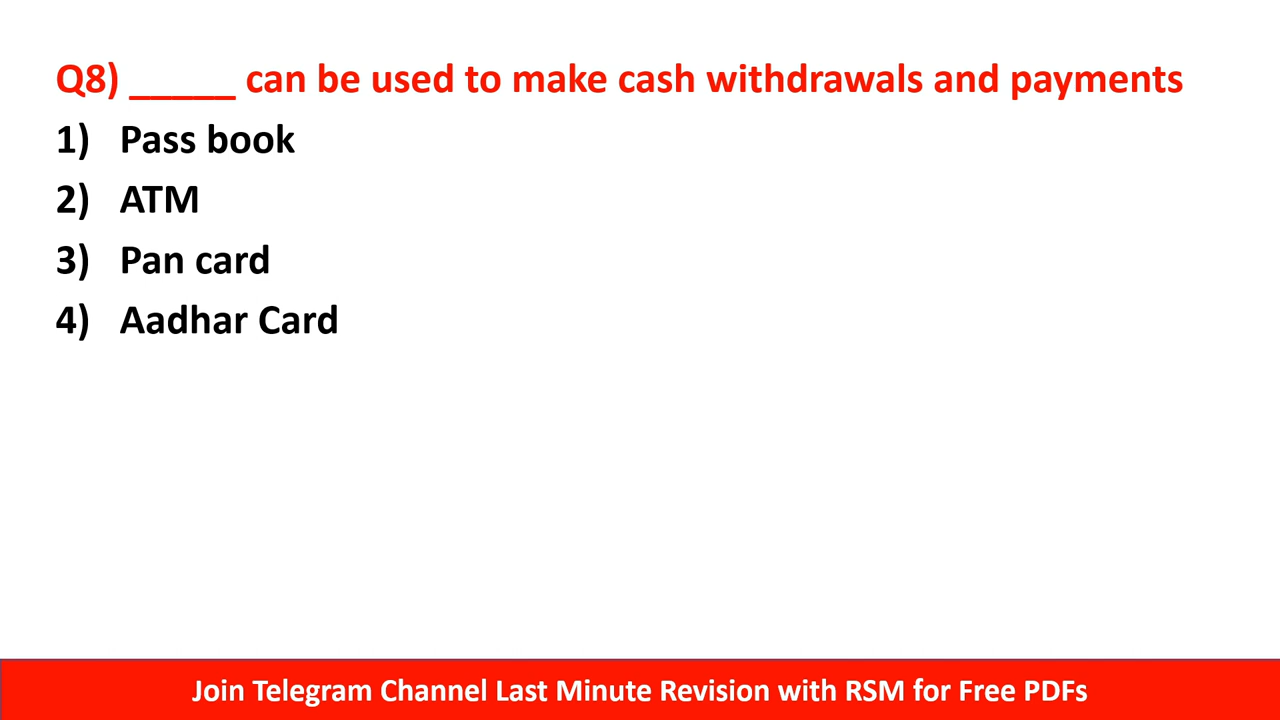 Q8) _____ can be used to make cash withdrawals and payments
1) Pass book
2) ATM
3) Pan card
4) Aadhar Card
Join Telegram Channel Last Minute Revision with RSM for Free PDFs